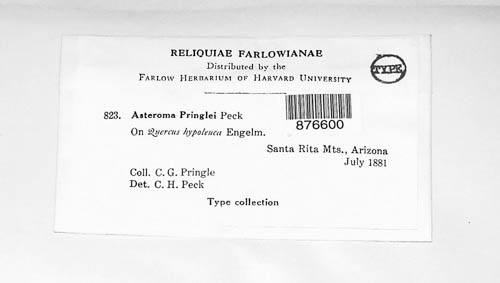 RELIQUIAE FARLOWIANAE
Distributed by the
FARLOW HERBARIUM OF HARVARD UNIVERSITY
TYPE
823. Asteroma Pringlei Peck
On Quercus hypoleuca Engelm.
876600
Santa Rita Mts., Arizona
July 1881
Coll. C. G. Pringle
Det. C. H. Peck
Type collection